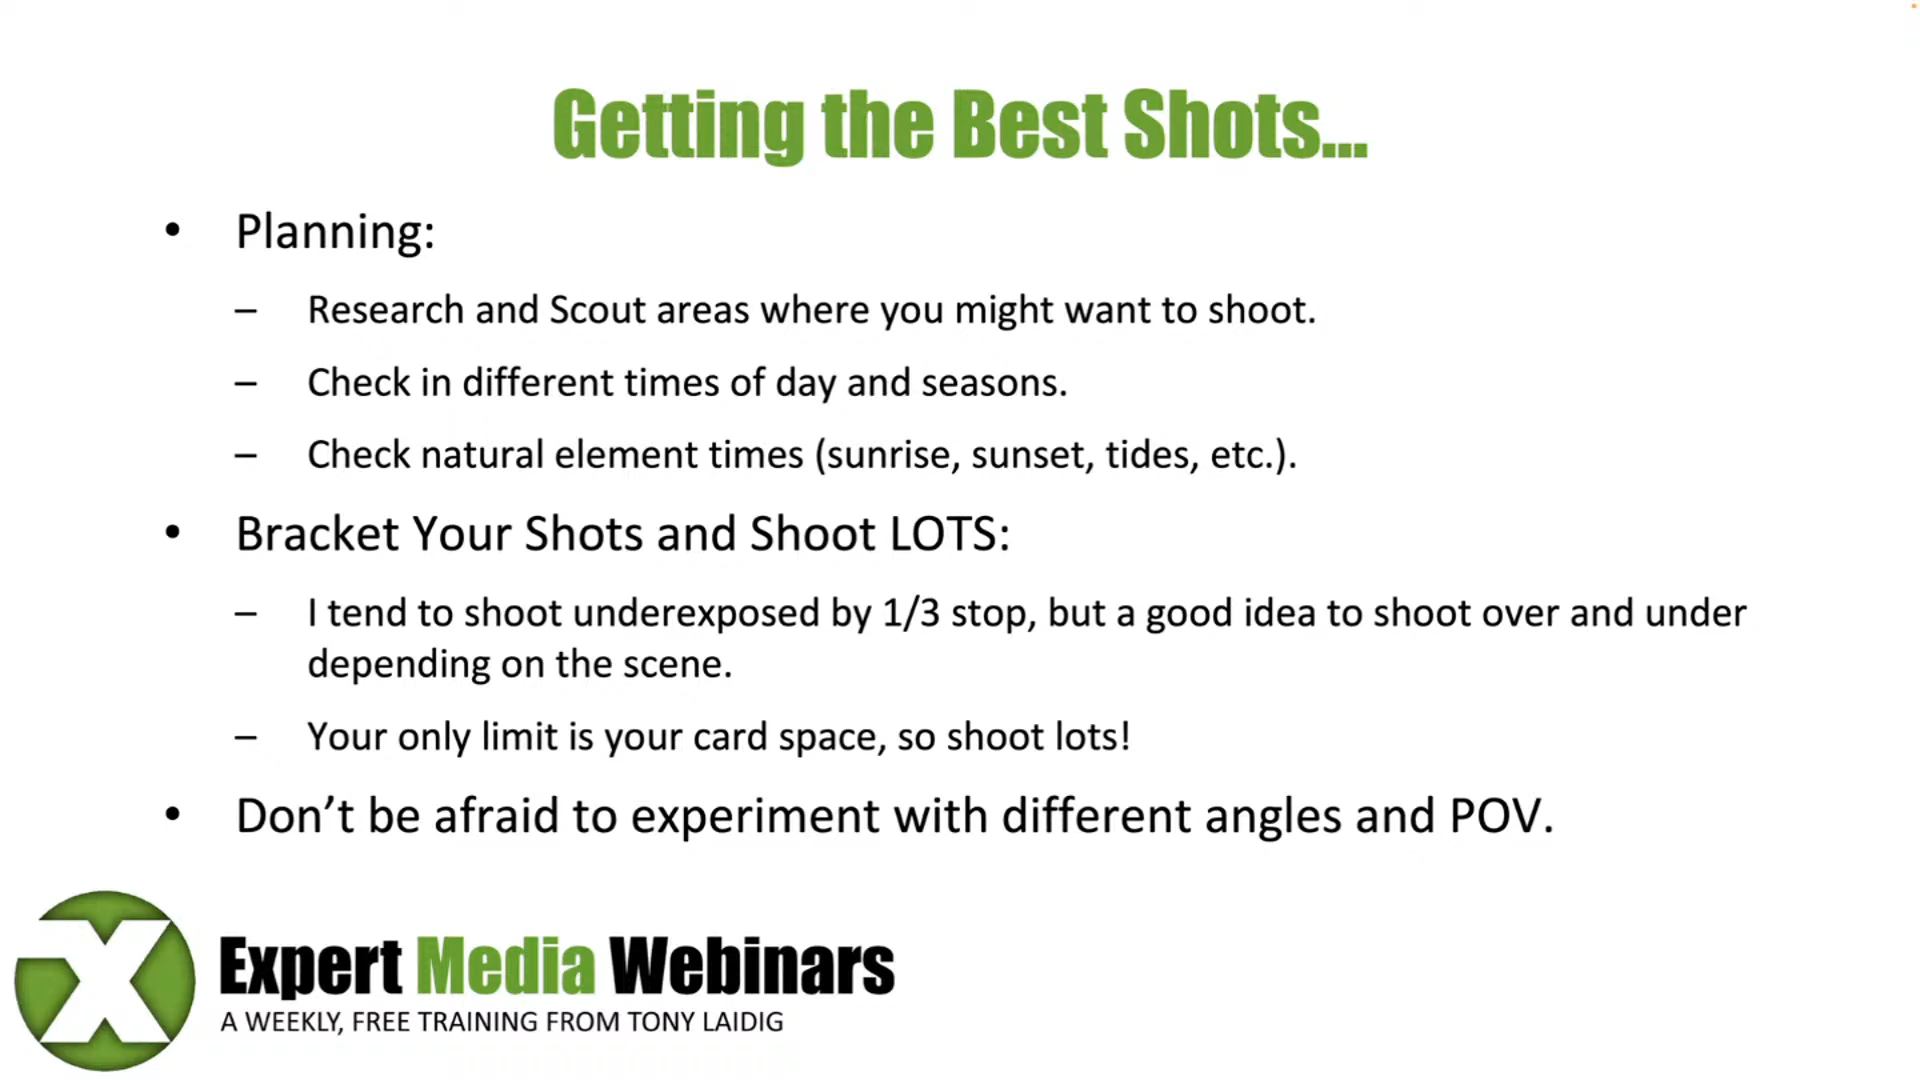 Getting the Best Shots...
• Planning:
– Research and Scout areas where you might want to shoot.
– Check in different times of day and seasons.
– Check natural element times (sunrise, sunset, tides, etc.).
• Bracket Your Shots and Shoot LOTS:
– I tend to shoot underexposed by 1/3 stop, but a good idea to shoot over and under
depending on the scene.
– Your only limit is your card space, so shoot lots!
• Don’t be afraid to experiment with different angles and POV.
X
Expert Media Webinars
A WEEKLY, FREE TRAINING FROM TONY LAIDIG